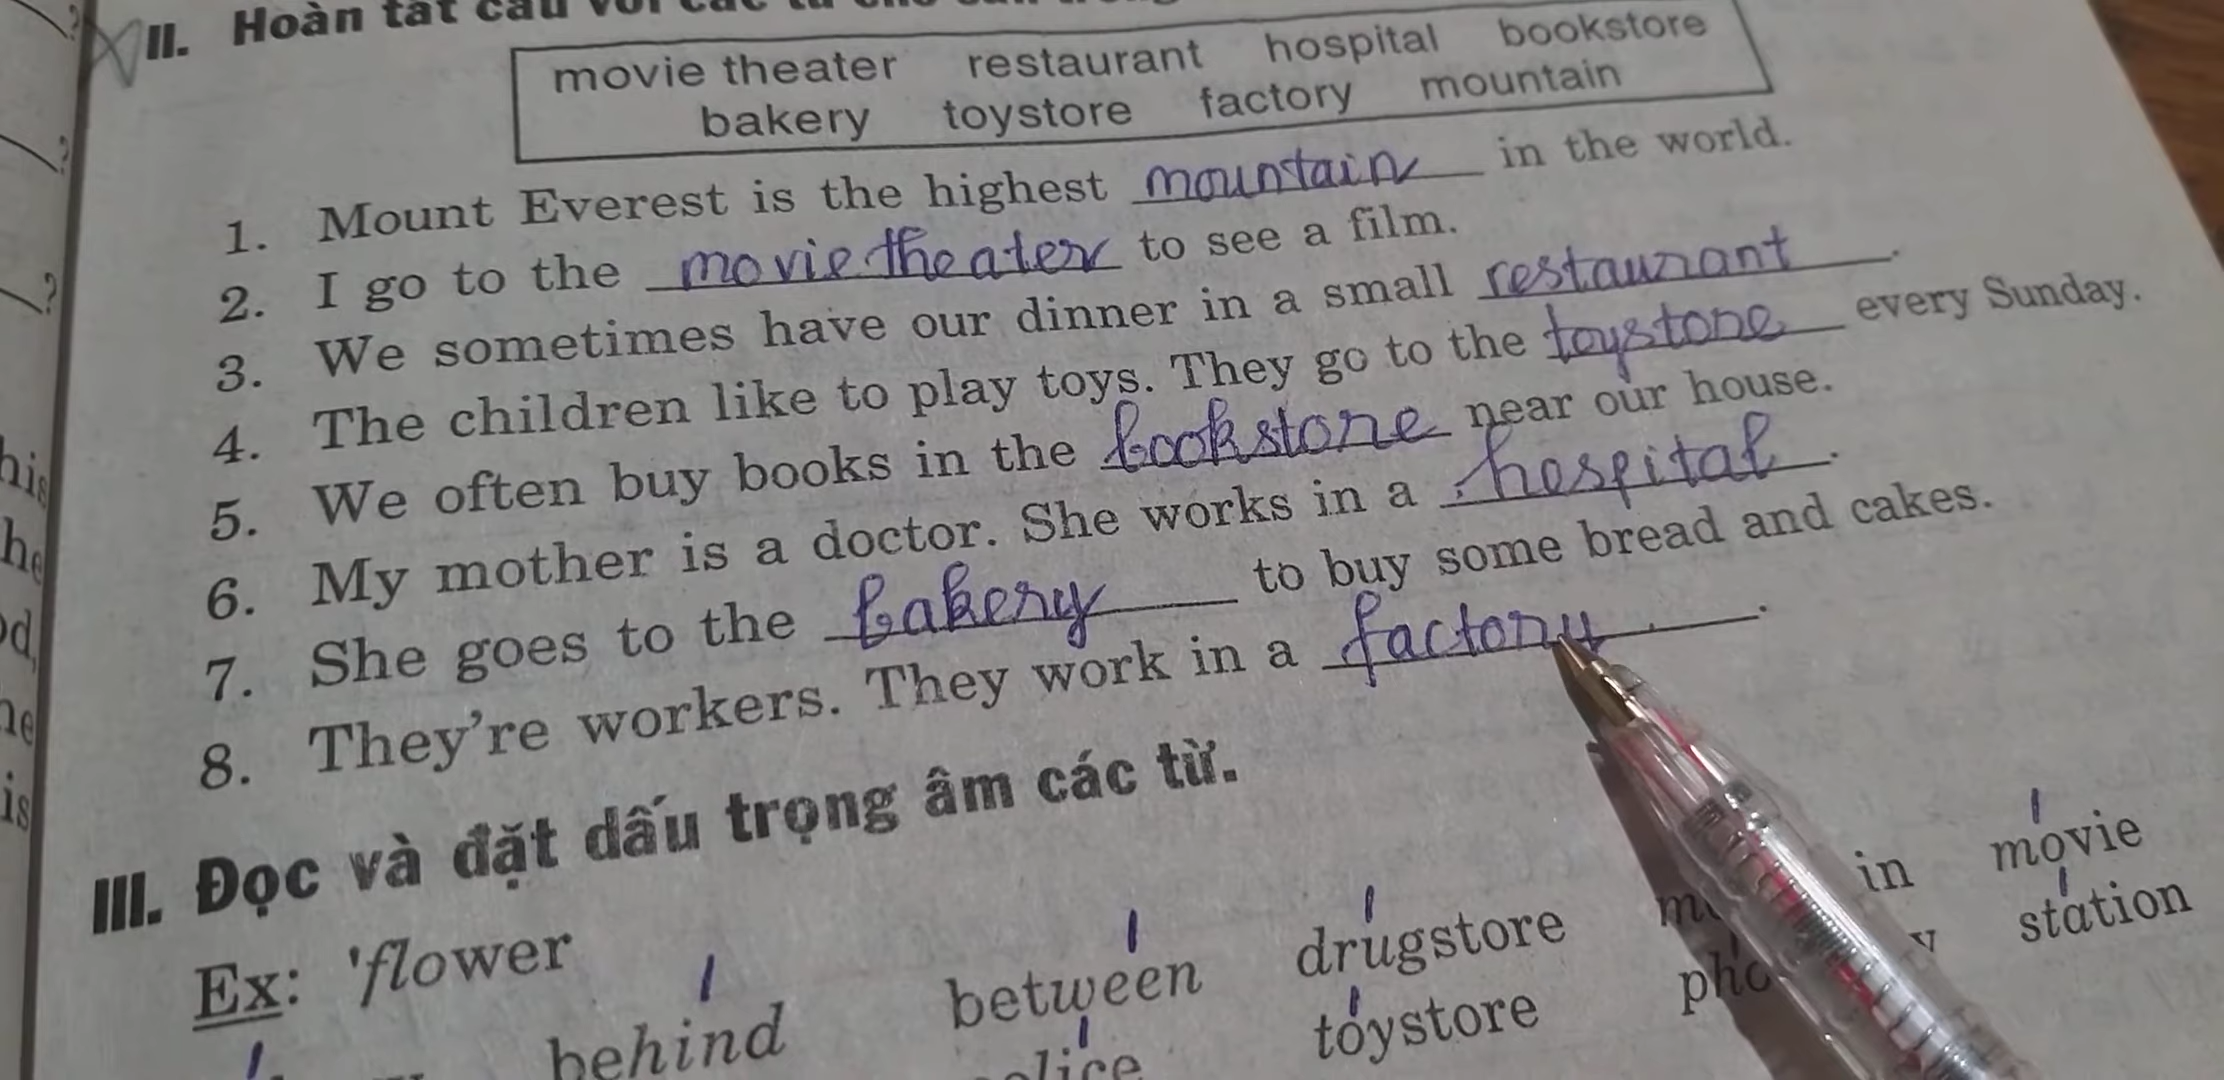 II. Hoàn tất câu với các từ cho sẵn
movie theater restaurant hospital bookstore
bakery toystore factory mountain
1. Mount Everest is the highest mountain in the world.
2. I go to the movie theater to see a film.
3. We sometimes have our dinner in a small restaurant.
4. The children like to play toys. They go to the toystore every Sunday.
5. We often buy books in the bookstore near our house.
6. My mother is a doctor. She works in a hospital.
7. She goes to the bakery to buy some bread and cakes.
8. They're workers. They work in a factory.
III. Đọc và đặt dấu trọng âm các từ.
Ex: 'flower
behind between drugstore in movie
toystore station